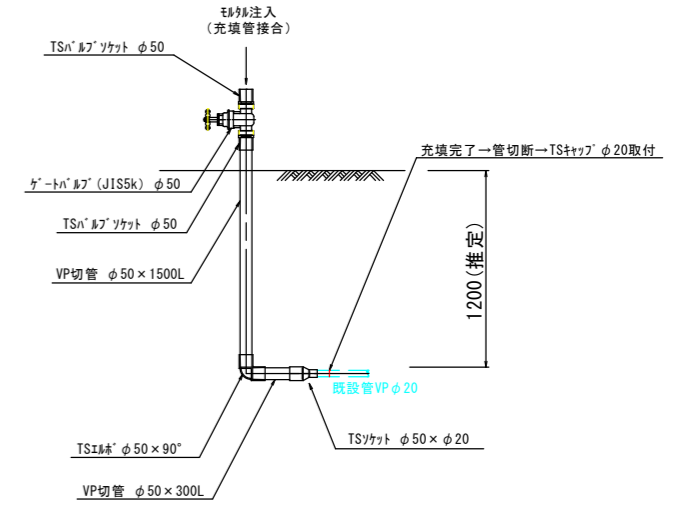 ﾓﾙﾀﾙ注入
(充填管接合)
TSﾊﾞﾙﾌﾞｿｹｯﾄ φ50
充填完了→管切断→TSｷｬｯﾌﾟφ20取付
ｹﾞｰﾄﾊﾞﾙﾌﾞ(JIS5k) φ50
TSﾊﾞﾙﾌﾞｿｹｯﾄ φ50
1200(推定)
VP切管 φ50×1500L
既設管VPφ20
TSｿｹｯﾄ φ50×φ20
TSｴﾙﾎﾞφ50×90°
VP切管 φ50×300L